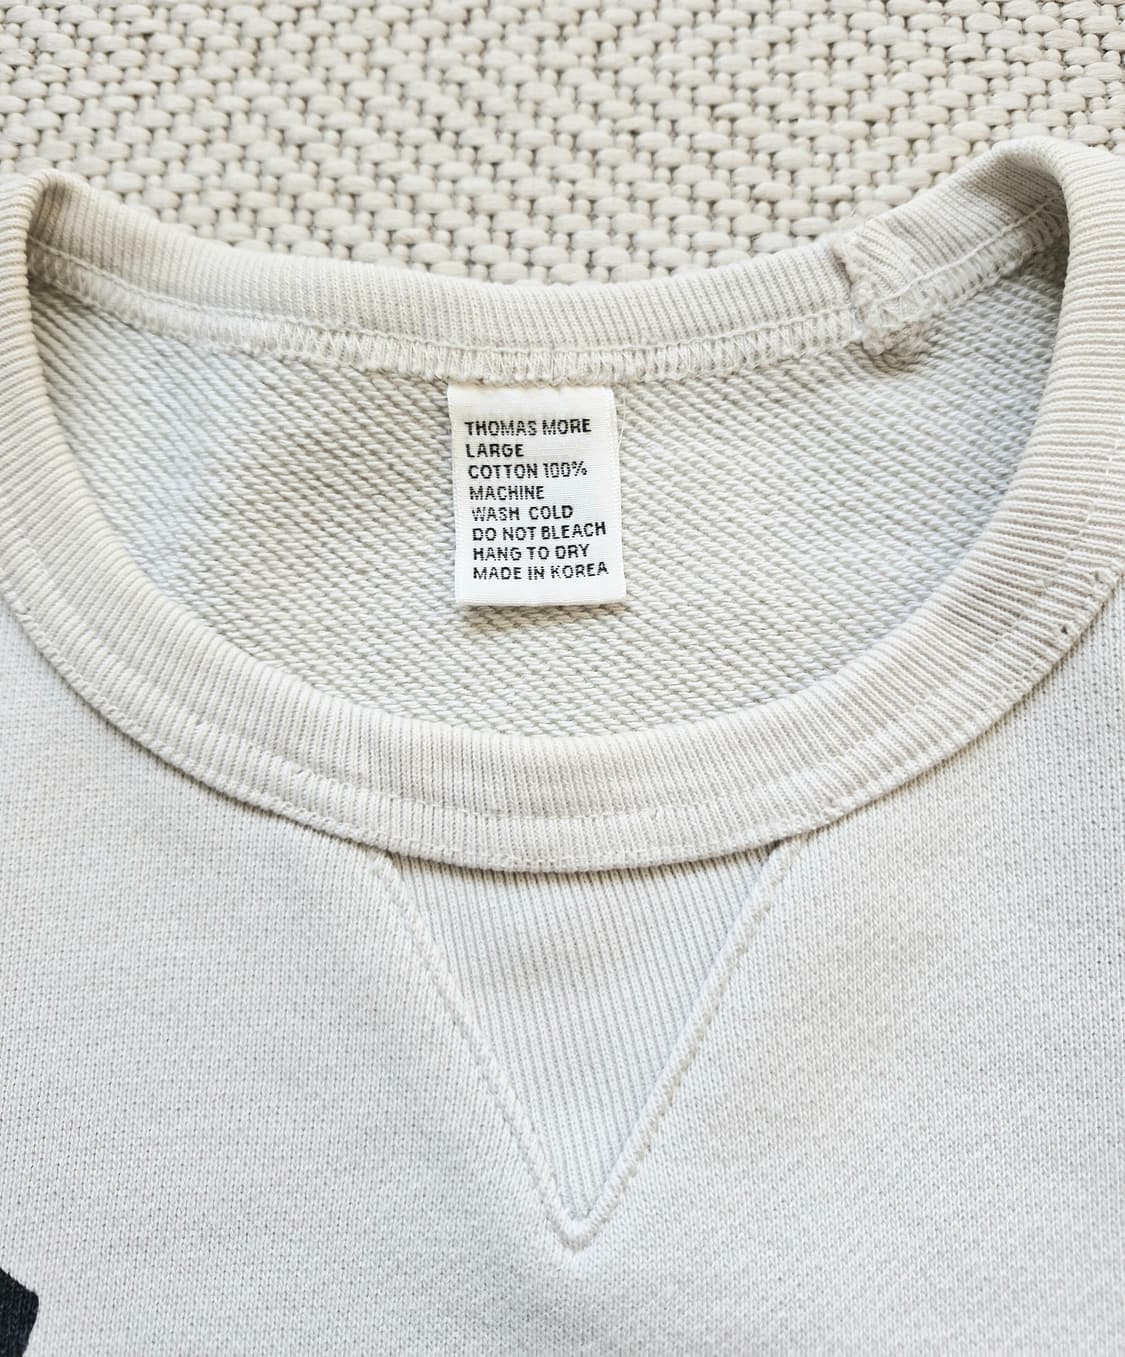 THOMAS MORE
LARGE
COTTON 100%
MACHINE
WASH COLD
DO NOT BLEACH
HANG TO DRY
MADE IN KOREA